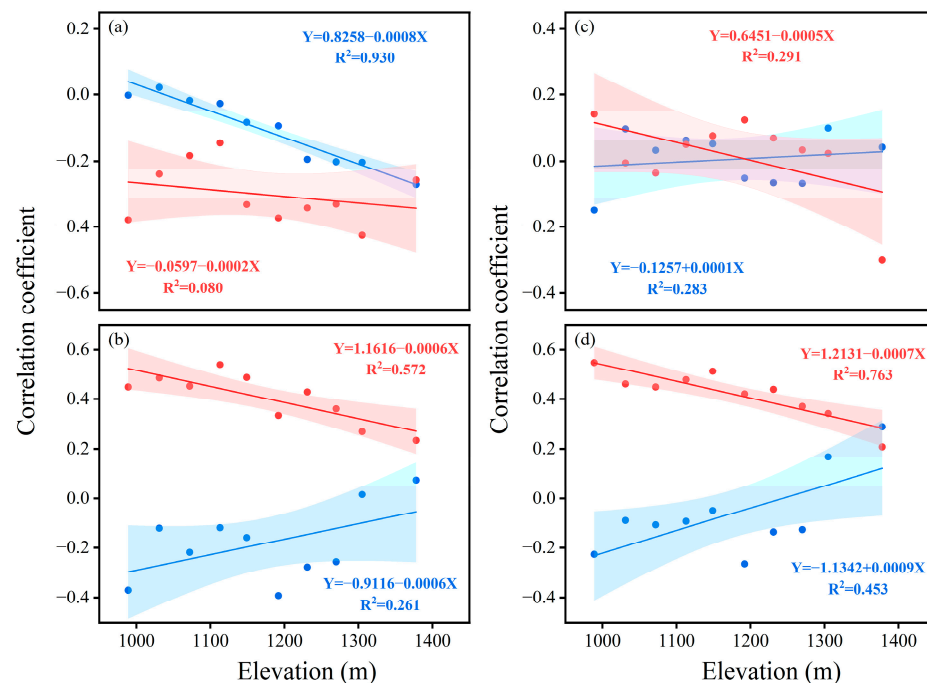 (a)
0.2
0.0
−0.2
0.4
−0.6
Y=0.8258−0.0008X
R²=0.930
Y=−0.0597−0.0002X
R²=0.080
Correlation coefficient
(c)
0.4
0.2
0.0
−0.2
−0.4
Y=0.6451−0.0005X
R²=0.291
Y=−0.1257+0.0001X
R²=0.283
Correlation coefficient
(b)
0.6
0.4
0.2
0.0
−0.2
−0.4
Y=1.1616−0.0006X
R²=0.572
Y=−0.9116−0.0006X
R²=0.261
1000 1100 1200 1300 1400
Elevation (m)
(d)
0.6
0.4
0.2
0.0
−0.2
−0.4
Y=1.2131−0.0007X
R²=0.763
Y=−1.1342+0.0009X
R²=0.453
1000 1100 1200 1300 1400
Elevation (m)